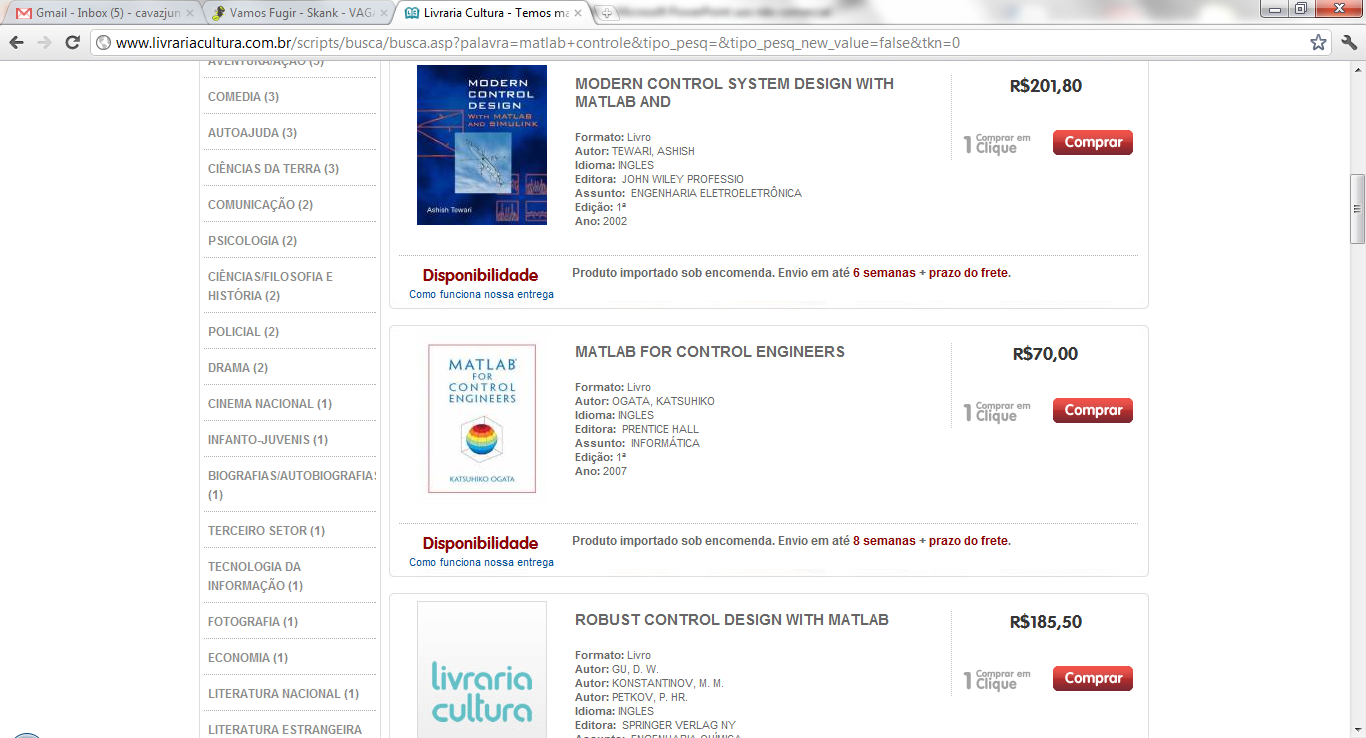 Gmail - Inbox (5) - cavazjun
Vamos Fugir - Skank - VAGA
Livraria Cultura - Temos ma
www.livrariacultura.com.br/scripts/busca/busca.asp?palavra=matlab+controle&tipo_pesq=&tipo_pesq_new_value=false&tkn=0
AVENTURA/AÇÃO (3)
COMEDIA (3)
AUTOAJUDA (3)
CIÊNCIAS DA TERRA (3)
COMUNICAÇÃO (2)
PSICOLOGIA (2)
CIÊNCIAS/FILOSOFIA E
HISTÓRIA (2)
POLICIAL (2)
DRAMA (2)
CINEMA NACIONAL (1)
INFANTO-JUVENIS (1)
BIOGRAFIAS/AUTOBIOGRAFIAS
(1)
TERCEIRO SETOR (1)
TECNOLOGIA DA
INFORMAÇÃO (1)
FOTOGRAFIA (1)
ECONOMIA (1)
LITERATURA NACIONAL (1)
LITERATURA ESTRANGEIRA
MODERN
CONTROL
DESIGN
WITH MATLAB
AND SIMULINK
Ashish Tewari
MODERN CONTROL SYSTEM DESIGN WITH
MATLAB AND
Formato: Livro
Autor: TEWARI, ASHISH
Idioma: INGLES
Editora: JOHN WILEY PROFESSIO
Assunto: ENGENHARIA ELETROELETRÔNICA
Edição: 1ª
Ano: 2002
R$201,80
1 Comprar em
Clique
Comprar
Disponibilidade
Como funciona nossa entrega
Produto importado sob encomenda. Envio em até 6 semanas + prazo do frete.
MATLAB®
FOR
CONTROL
ENGINEERS
KATSUHIKO OGATA
MATLAB FOR CONTROL ENGINEERS
Formato: Livro
Autor: OGATA, KATSUHIKO
Idioma: INGLES
Editora: PRENTICE HALL
Assunto: INFORMÁTICA
Edição: 1ª
Ano: 2007
R$70,00
1 Comprar em
Clique
Comprar
Disponibilidade
Como funciona nossa entrega
Produto importado sob encomenda. Envio em até 8 semanas + prazo do frete.
livraria
cultura
ROBUST CONTROL DESIGN WITH MATLAB
Formato: Livro
Autor: GU, D. W.
Autor: KONSTANTINOV, M. M.
Autor: PETKOV, P. HR.
Idioma: INGLES
Editora: SPRINGER VERLAG NY
Assunto: ENGENHARIA QUÍMICA
R$185,50
1 Comprar em
Clique
Comprar